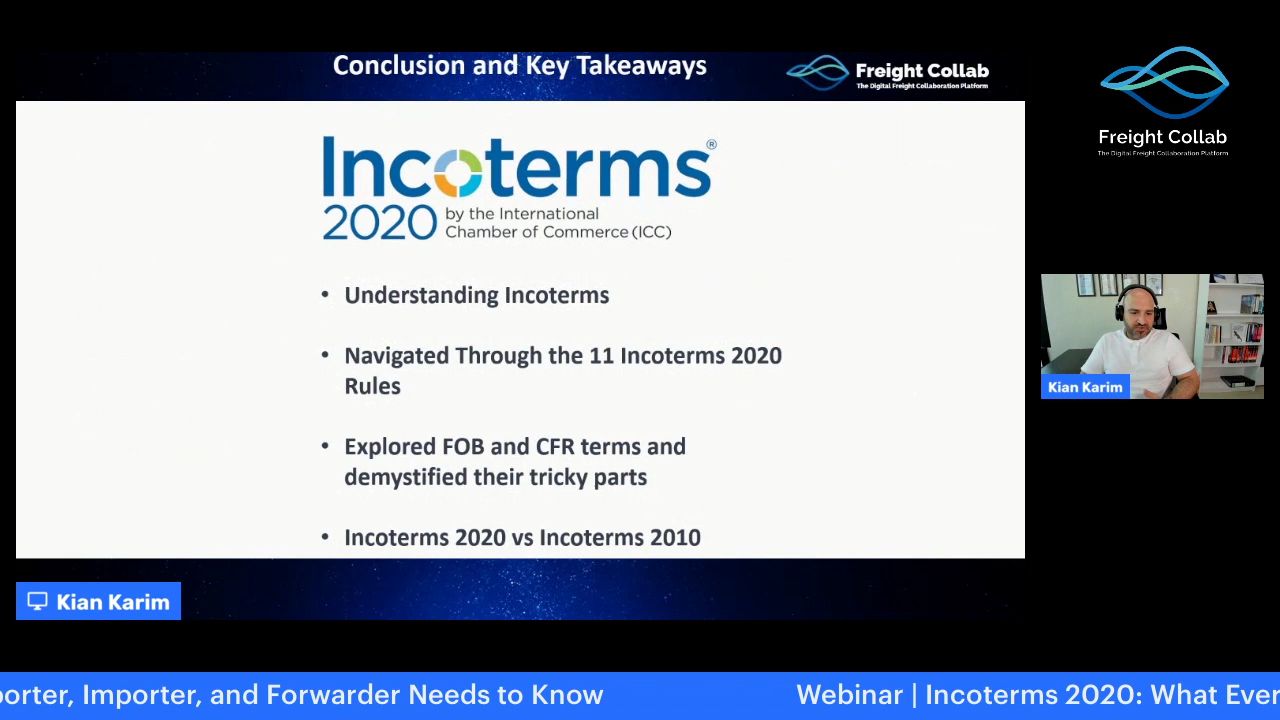 Conclusion and Key Takeaways
Freight Collab
The Digital Freight Collaboration Platform
Freight Collab
The Digital Freight Collaboration Platform
Incoterms®
2020 by the International
Chamber of Commerce (ICC)
• Understanding Incoterms
• Navigated Through the 11 Incoterms 2020
Rules
• Explored FOB and CFR terms and
demystified their tricky parts
• Incoterms 2020 vs Incoterms 2010
Kian Karim
Kian Karim
porter, Importer, and Forwarder Needs to Know
Webinar | Incoterms 2020: What Ever